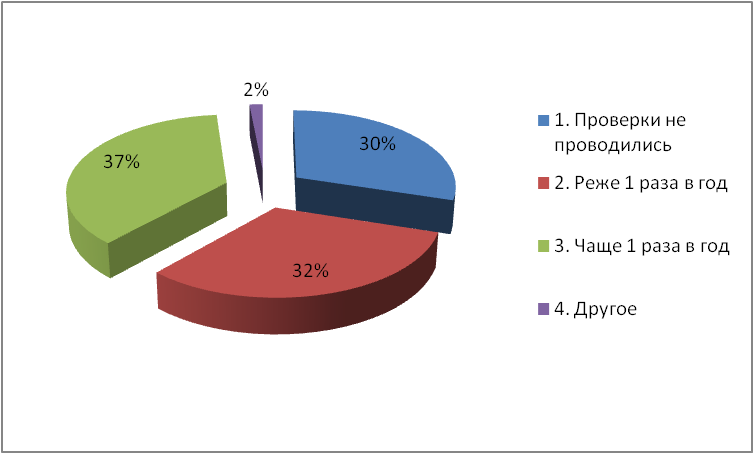 2%
30%
37%
32%
1. Проверки не
проводились
2. Реже 1 раза в год
3. Чаще 1 раза в год
4. Другое